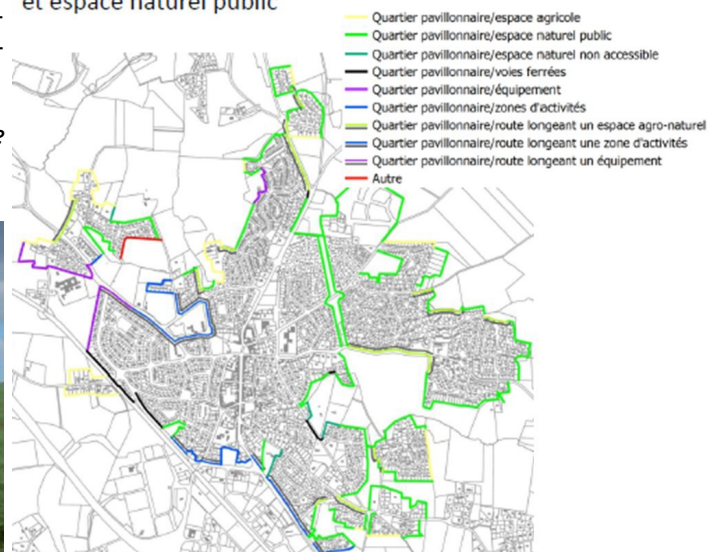 et espace naturel public
Quartier pavillonnaire/espace agricole
Quartier pavillonnaire/espace naturel public
Quartier pavillonnaire/espace naturel non accessible
Quartier pavillonnaire/voies ferrées
Quartier pavillonnaire/équipement
Quartier pavillonnaire/zones d'activités
Quartier pavillonnaire/route longeant un espace agro-naturel
Quartier pavillonnaire/route longeant une zone d'activités
Quartier pavillonnaire/route longeant un équipement
Autre
?